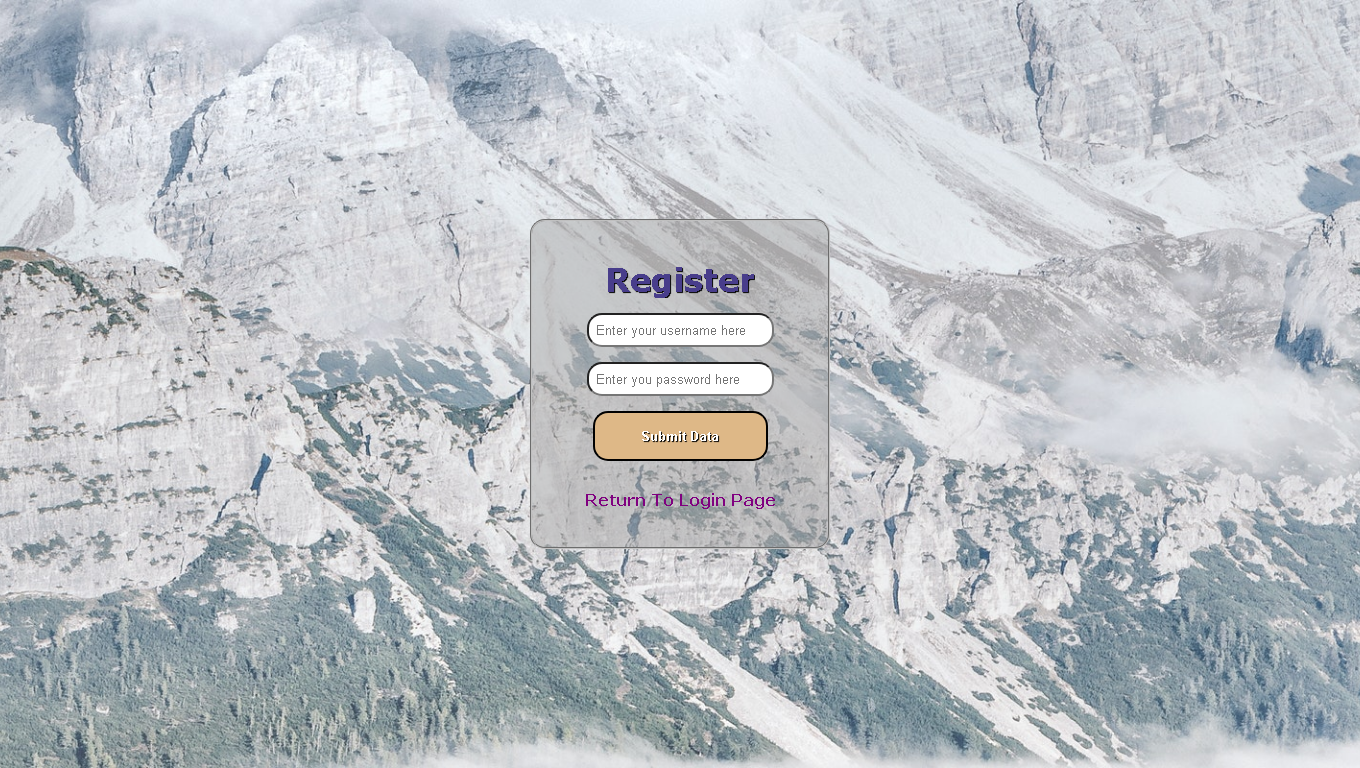 Register
Enter your username here
Enter you password here
Submit Data
Return To Login Page